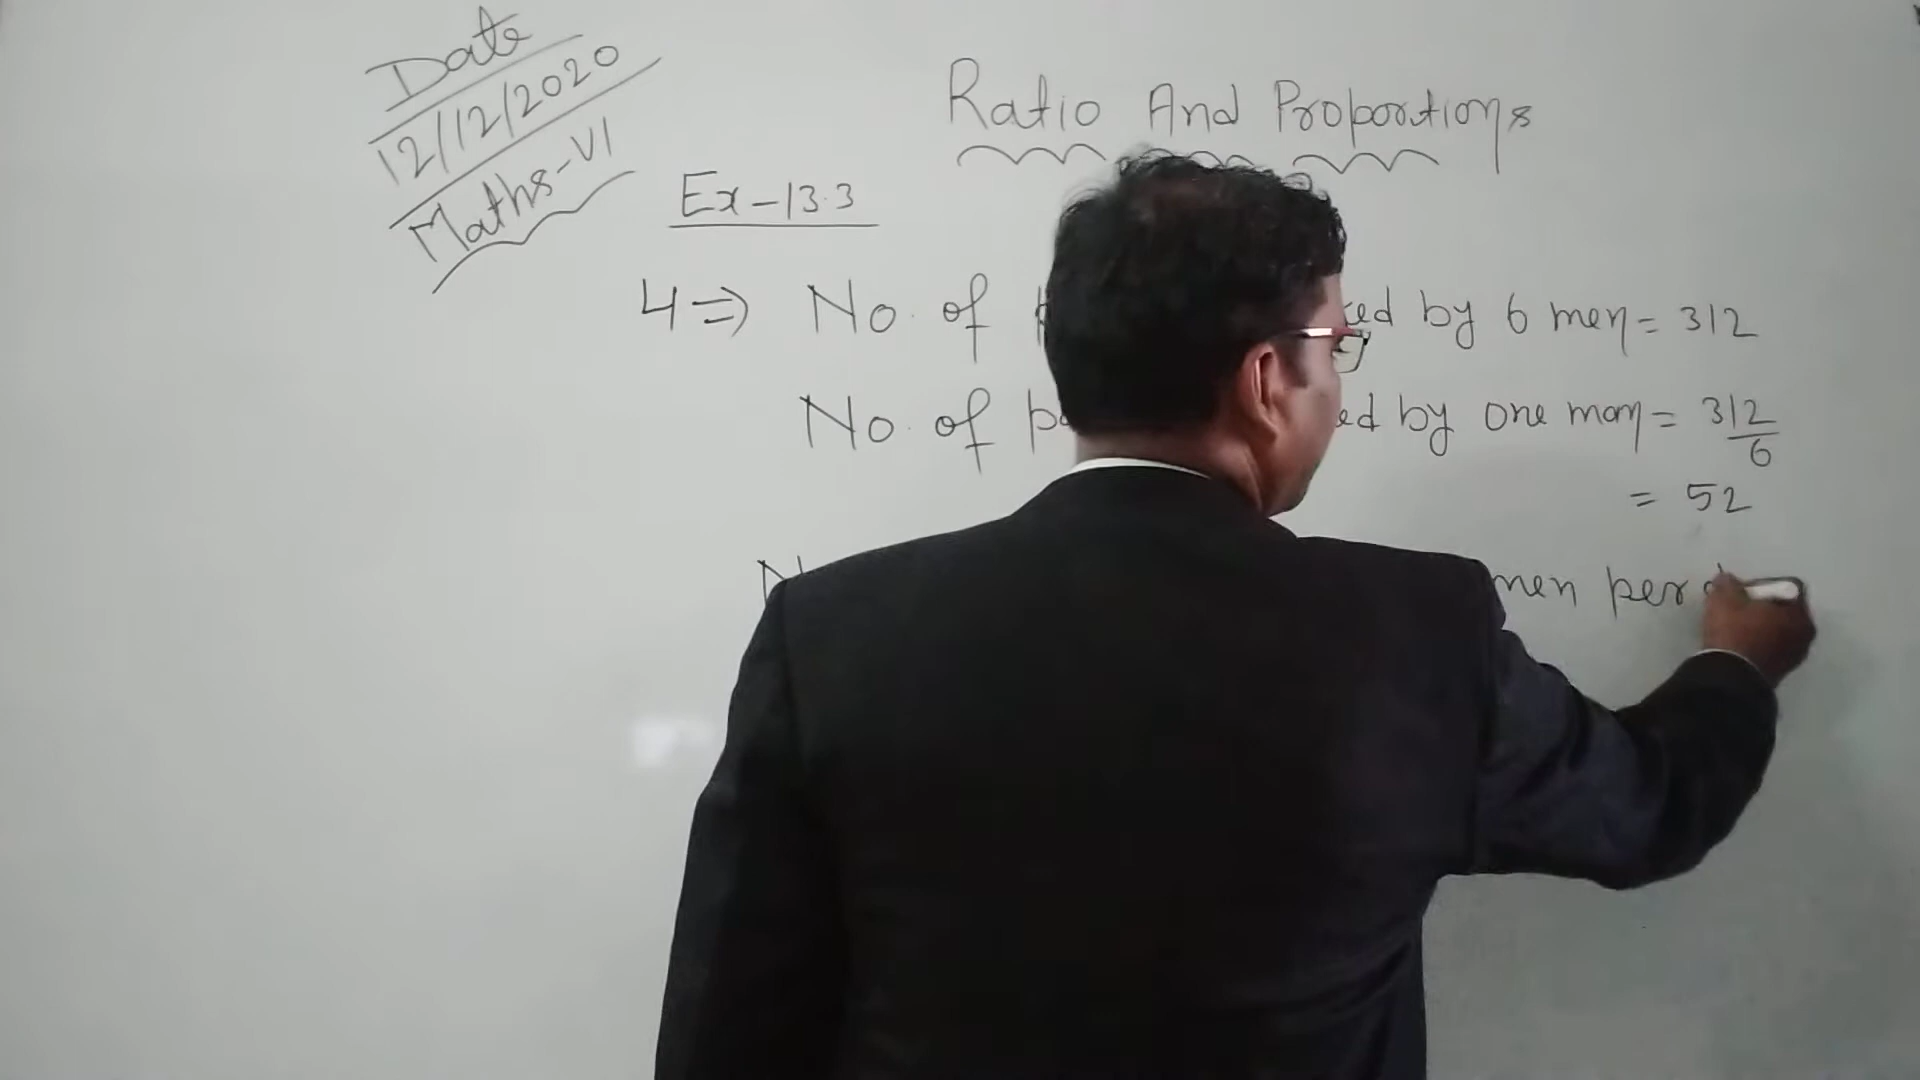 Date
12/12/2020
Maths-VI
Ratio And Proportions
Ex-13.3
4⇒ No. of by 6 men = 312
No. of by one man = 312/6
= 52
men per